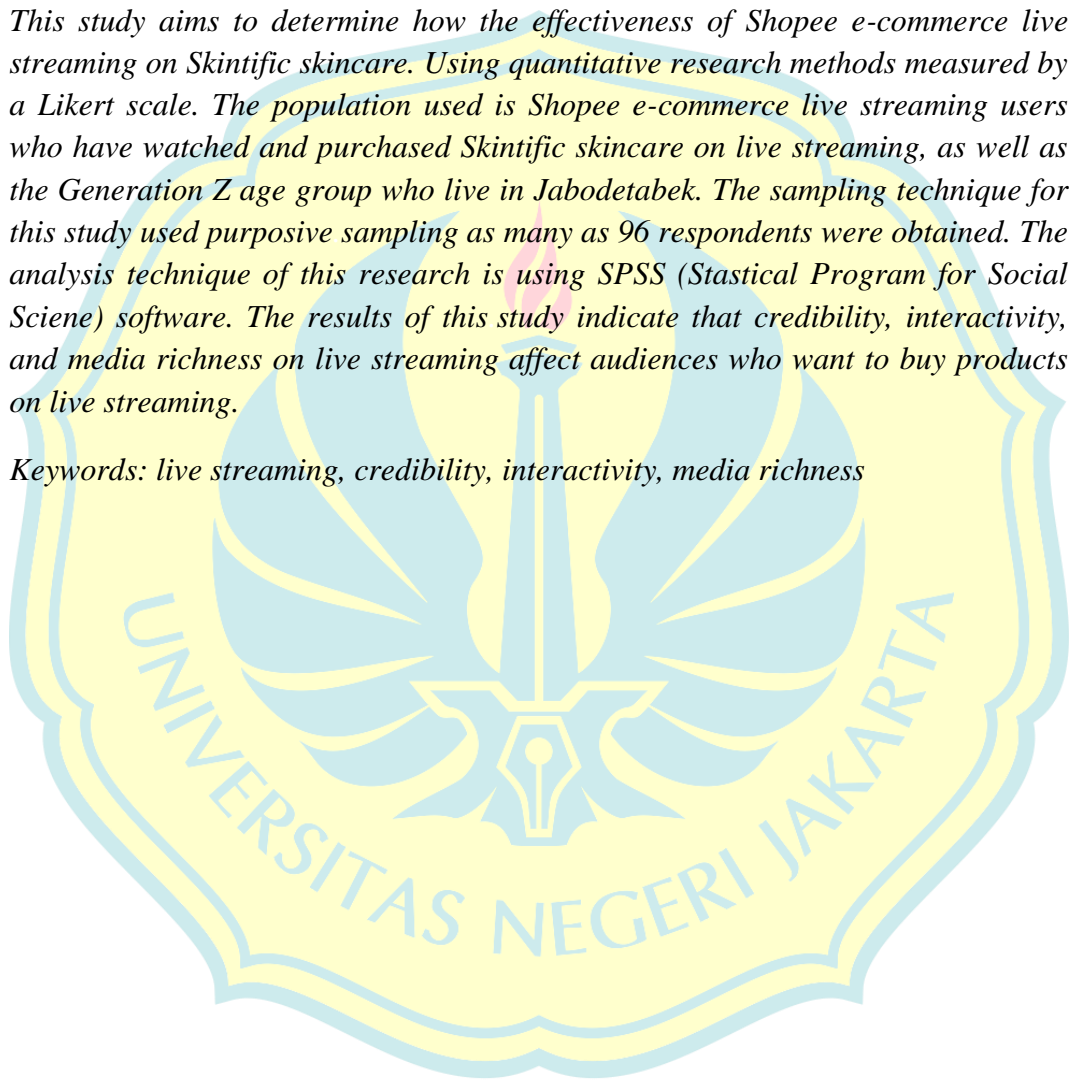 This study aims to determine how the effectiveness of Shopee e-commerce live
streaming on Skintific skincare. Using quantitative research methods measured by
a Likert scale. The population used is Shopee e-commerce live streaming users
who have watched and purchased Skintific skincare on live streaming, as well as
the Generation Z age group who live in Jabodetabek. The sampling technique for
this study used purposive sampling as many as 96 respondents were obtained. The
analysis technique of this research is using SPSS (Stastical Program for Social
Sciene) software. The results of this study indicate that credibility, interactivity,
and media richness on live streaming affect audiences who want to buy products
on live streaming.
Keywords: live streaming, credibility, interactivity, media richness
UNIVERSITAS NEGERI JAKARTA